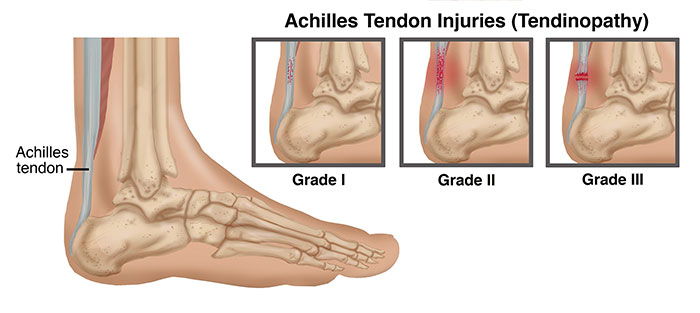 Achilles Tendon Injuries (Tendinopathy)
Achilles
tendon
Grade I
Grade II
Grade III